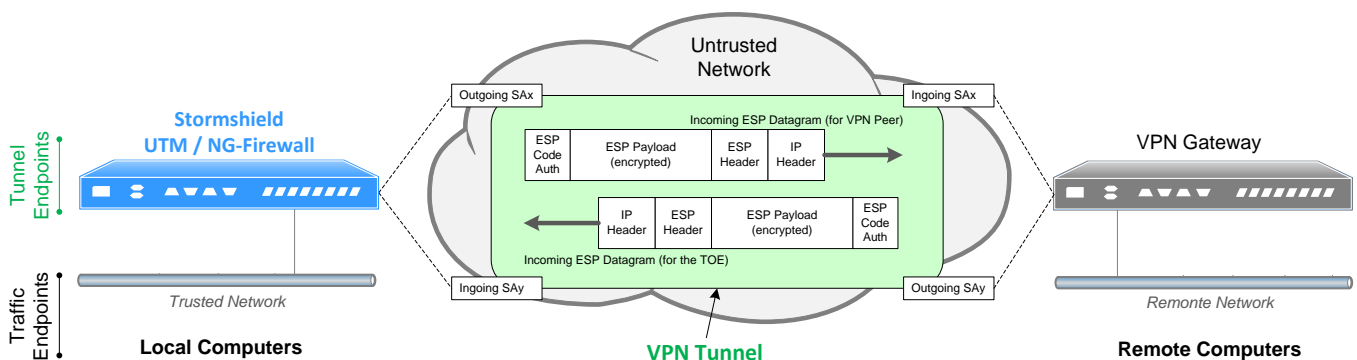 Untrusted
Network
Outgoing SAx
Ingoing SAx
Stormshield
UTM / NG-Firewall
VPN Gateway
Tunnel
Endpoints
Incoming ESP Datagram (for VPN Peer)
ESP
Code
Auth
ESP Payload
(encrypted)
ESP
Header
IP
Header
IP
Header
ESP
Header
ESP Payload
(encrypted)
ESP
Code
Auth
Incoming ESP Datagram (for the TOE)
Ingoing SAy
Outgoing SAy
Traffic
Endpoints
Trusted Network
Remonte Network
Local Computers
VPN Tunnel
Remote Computers